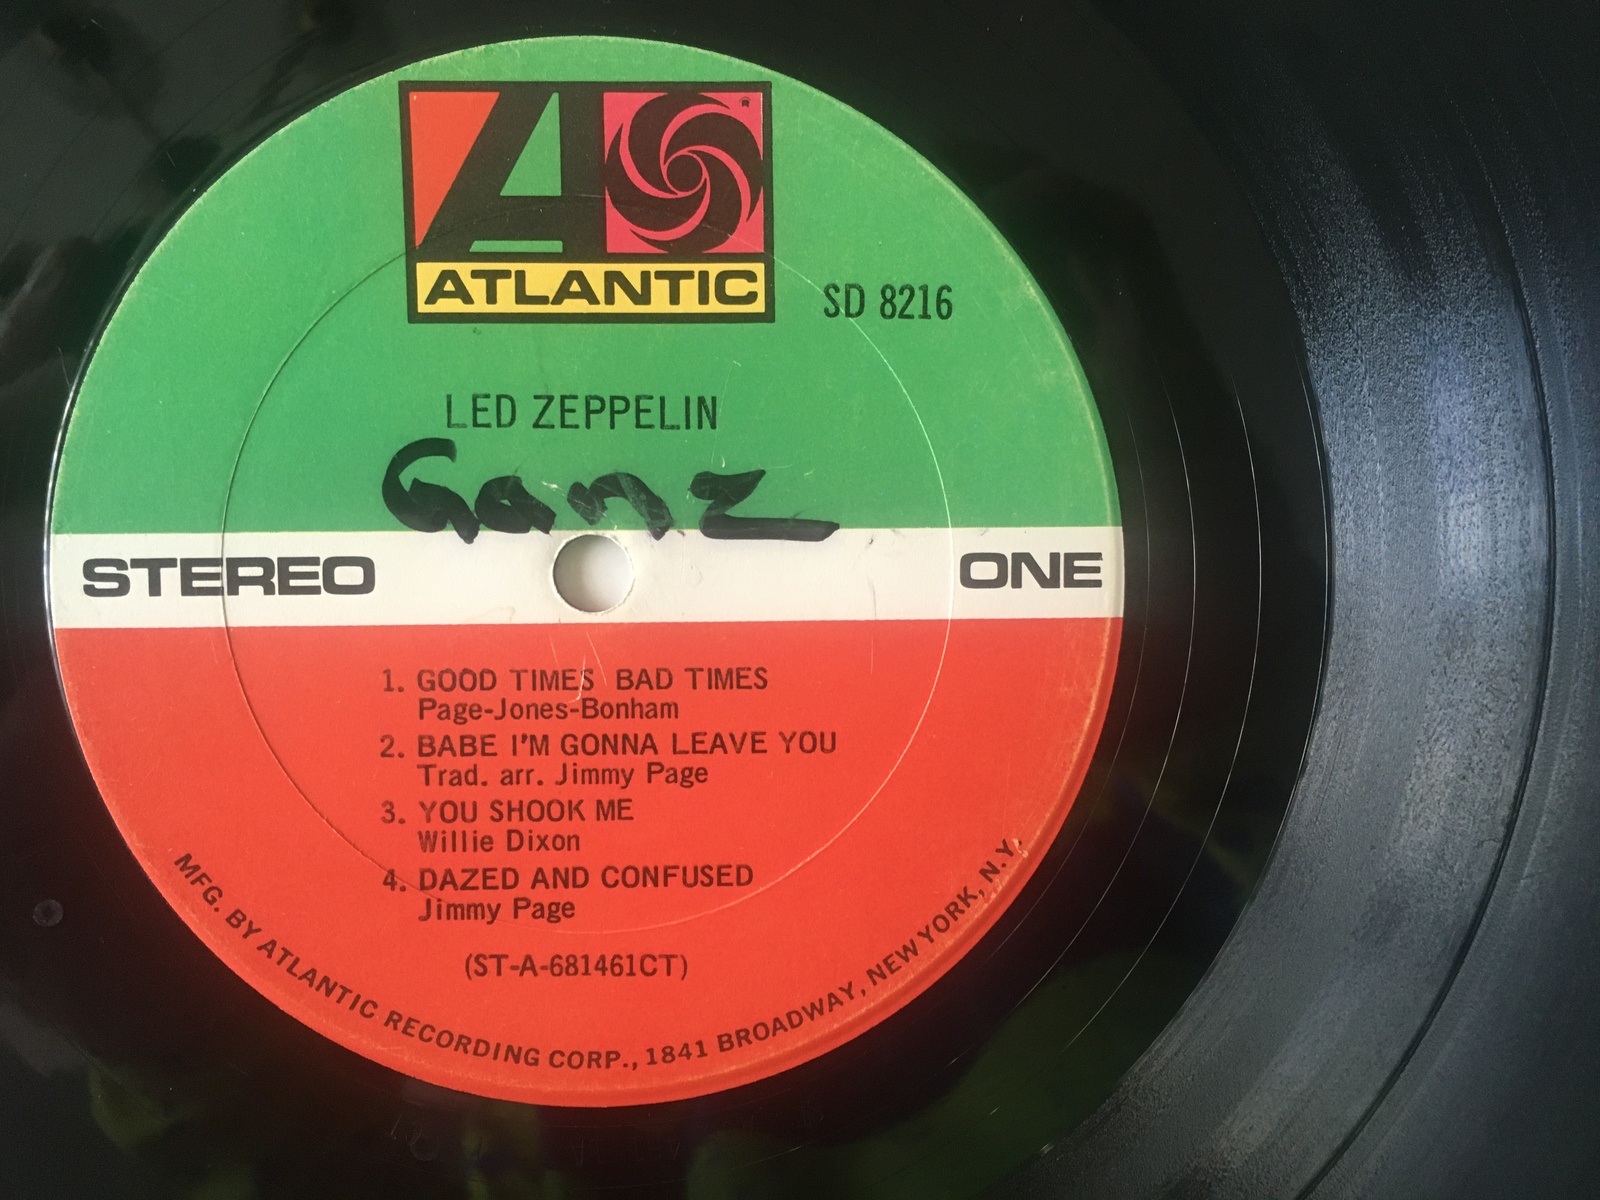 ATLANTIC
SD 8216
LED ZEPPELIN
Ganz
STEREO
ONE
1. GOOD TIMES BAD TIMES
Page-Jones-Bonham
2. BABE I'M GONNA LEAVE YOU
Trad. arr. Jimmy Page
3. YOU SHOOK ME
Willie Dixon
4. DAZED AND CONFUSED
Jimmy Page
(ST-A-681461CT)
MFG. BY ATLANTIC RECORDING CORP., 1841 BROADWAY, NEW YORK, N.Y.